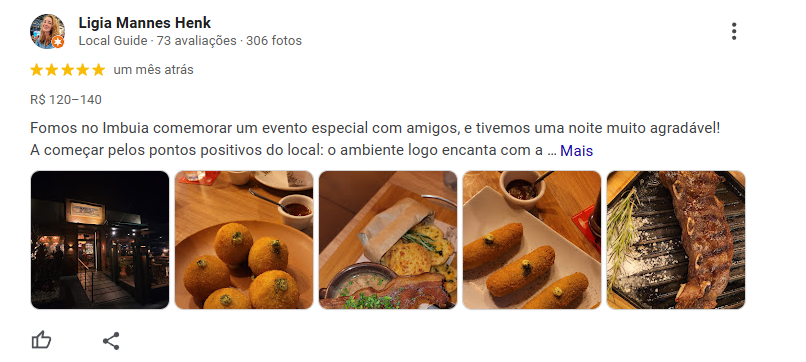 Ligia Mannes Henk
Local Guide · 73 avaliações · 306 fotos
um mês atrás
R$ 120–140
Fomos no Imbuia comemorar um evento especial com amigos, e tivemos uma noite muito agradável!
A começar pelos pontos positivos do local: o ambiente logo encanta com a ... Mais